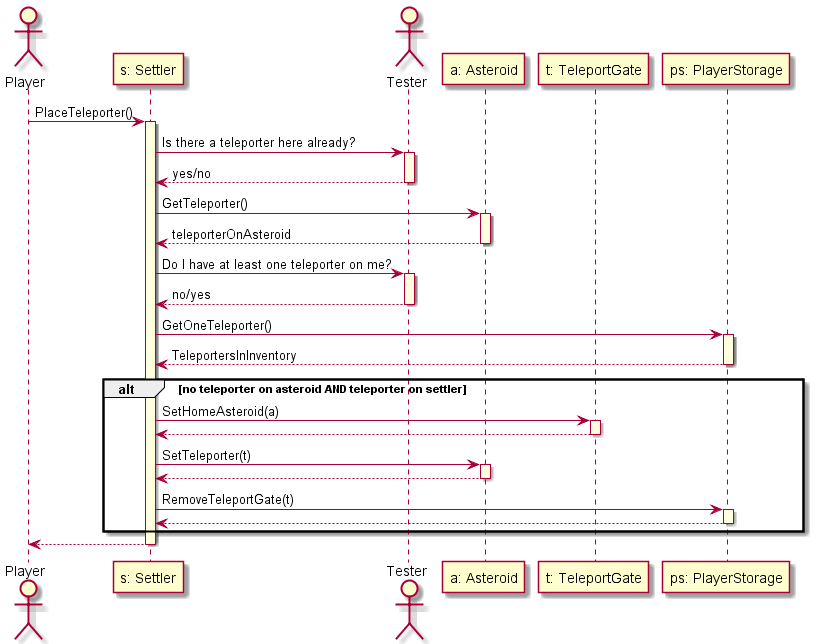 Player
s: Settler
Tester
a: Asteroid
t: TeleportGate
ps: PlayerStorage
PlaceTeleporter()
Is there a teleporter here already?
yes/no
GetTeleporter()
teleporterOnAsteroid
Do I have at least one teleporter on me?
no/yes
GetOneTeleporter()
TeleportersInInventory
alt [no teleporter on asteroid AND teleporter on settler]
SetHomeAsteroid(a)
SetTeleporter(t)
RemoveTeleportGate(t)
Player
s: Settler
Tester
a: Asteroid
t: TeleportGate
ps: PlayerStorage